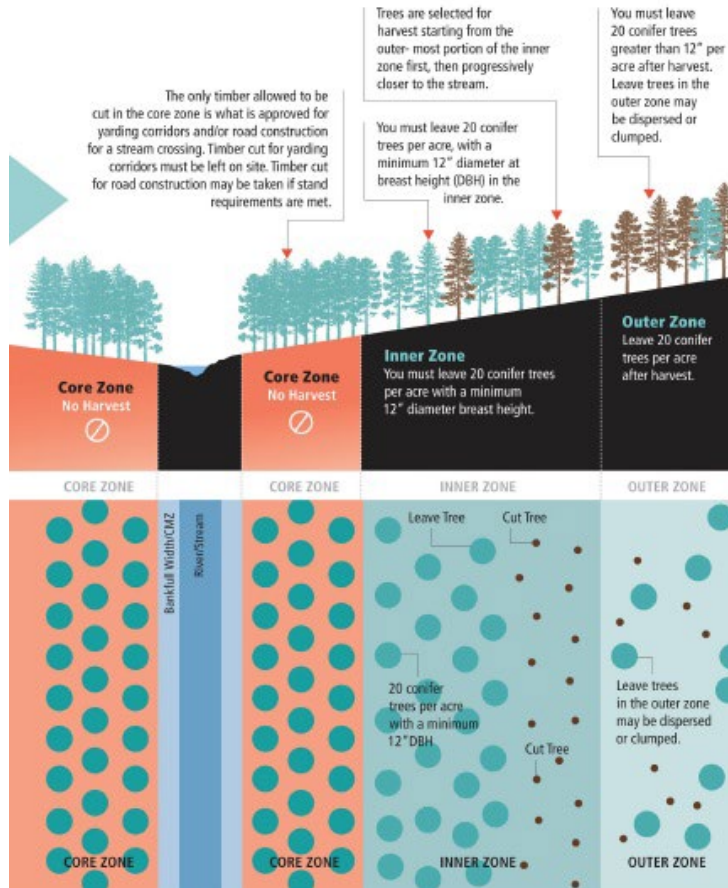 Trees are selected for
harvest starting from the
outer- most portion of the inner
zone first, then progressively
closer to the stream.
You must leave
20 conifer trees
greater than 12" per
acre after harvest.
Leave trees in the
outer zone may
be dispersed or
clumped.
The only timber allowed to be
cut in the core zone is what is approved for
yarding corridors and/or road construction
for a stream crossing. Timber cut for yarding
corridors must be left on site. Timber cut
for road construction may be taken if stand
requirements are met.
You must leave 20 conifer
trees per acre, with a
minimum 12" diameter at
breast height (DBH) in the
inner zone.
Core Zone
No Harvest
Core Zone
No Harvest
Inner Zone
You must leave 20 conifer trees
per acre with a minimum
12" diameter breast height.
Outer Zone
Leave 20 conifer
trees per acre
after harvest.
CORE ZONE
CORE ZONE
INNER ZONE
OUTER ZONE
Bankfull Width/CMZ
River/Stream
Leave Tree
Cut Tree
20 conifer
trees per acre
with a minimum
12"DBH
Cut Tree
Leave trees
in the outer zone
may be dispersed
or clumped.
CORE ZONE
CORE ZONE
INNER ZONE
OUTER ZONE